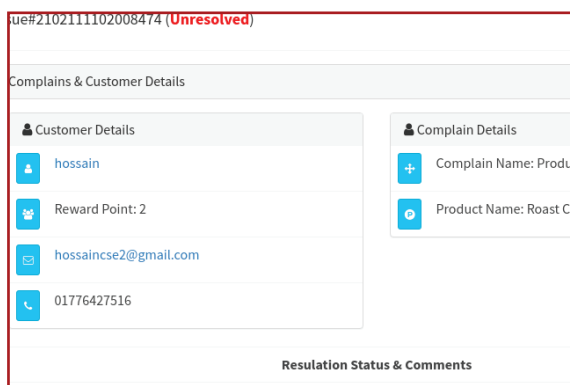 sue#2102111102008474 (Unresolved)
Complains & Customer Details
Customer Details
hossain
Reward Point: 2
hossaincse2@gmail.com
01776427516
Complain Details
Complain Name: Produ
Product Name: Roast C
Resulation Status & Comments